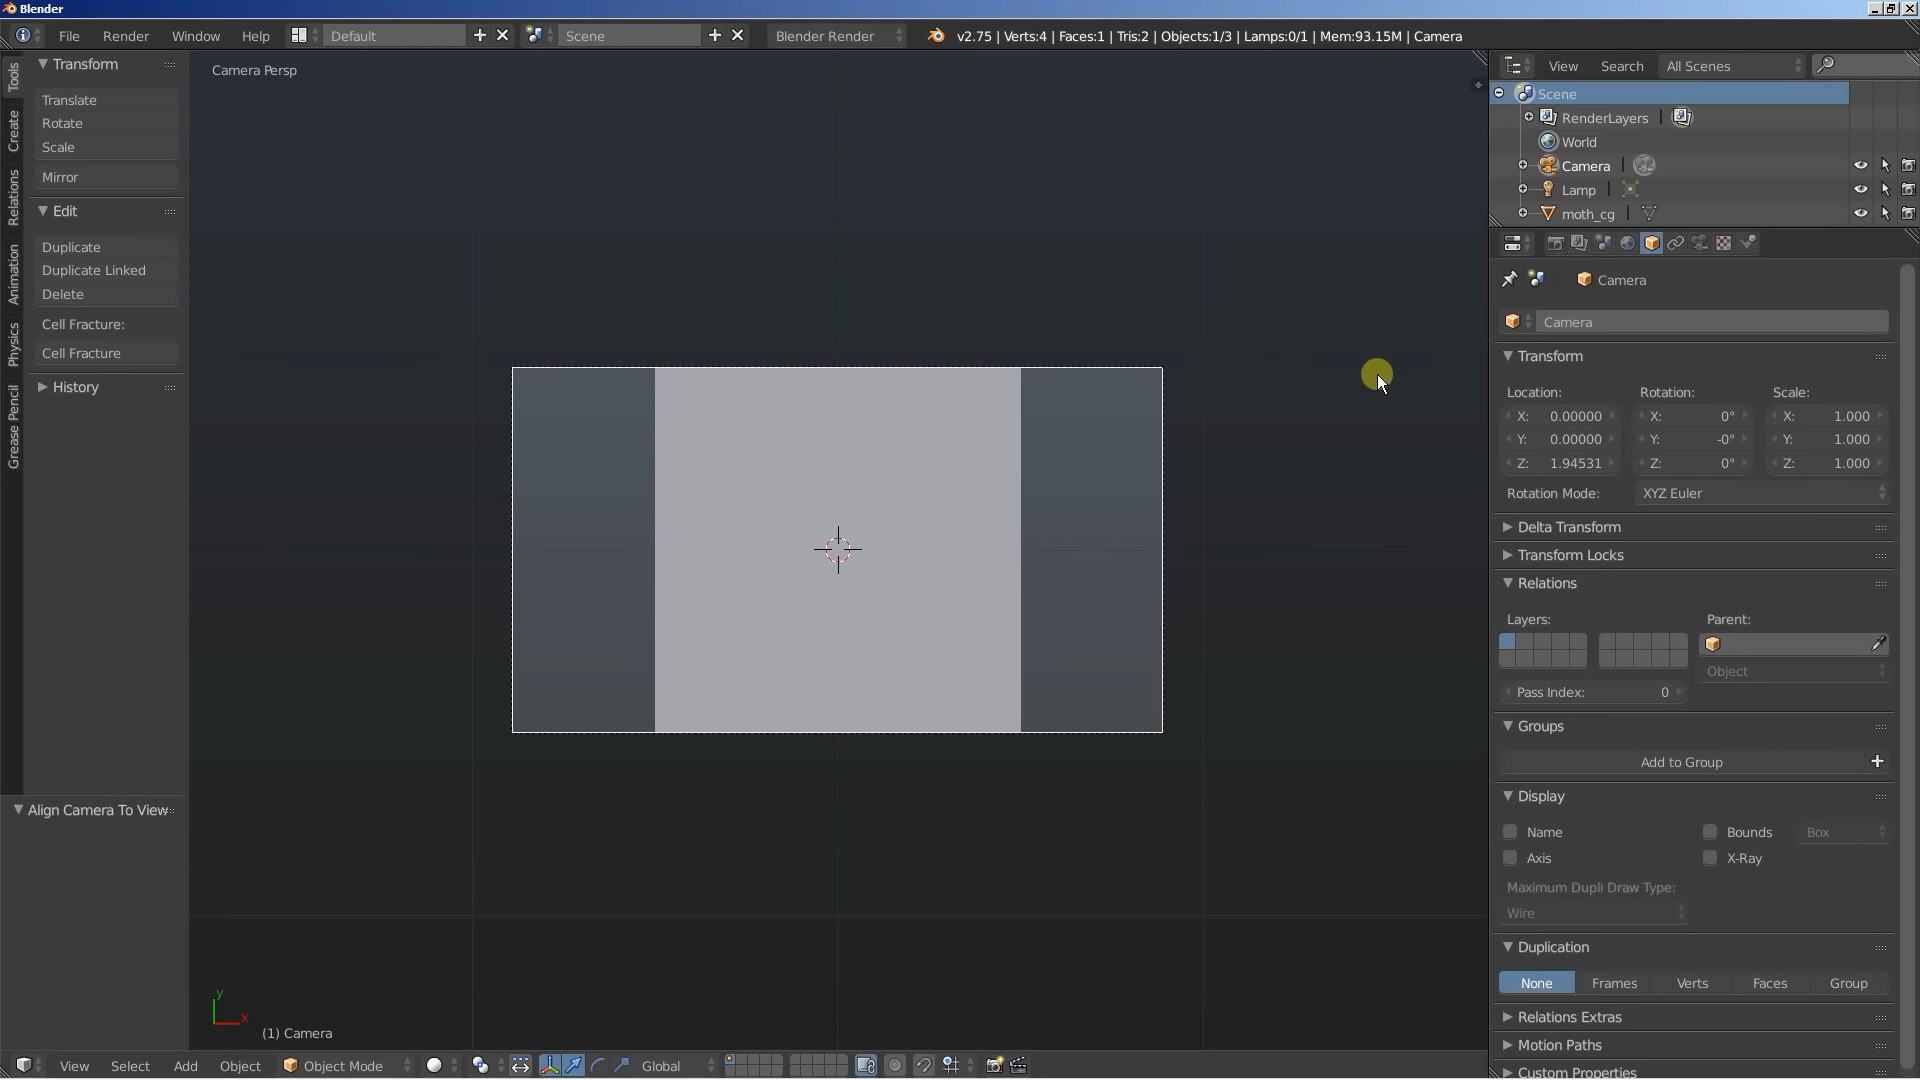 Blender
File Render Window Help Default Scene Blender Render v2.75 | Verts:4 | Faces:1 | Tris:2 | Objects:1/3 | Lamps:0/1 | Mem:93.15M | Camera
Tools
Create
Relations
Animation
Physics
Grease Pencil
Transform
Translate
Rotate
Scale
Mirror
Edit
Duplicate
Duplicate Linked
Delete
Cell Fracture:
Cell Fracture
History
Align Camera To View
Camera Persp
y
x
(1) Camera
View Select Add Object Object Mode Global
View Search All Scenes
Scene
RenderLayers
World
Camera
Lamp
moth_cg
Camera
Camera
Transform
Location: Rotation: Scale:
X: 0.00000 X: 0° X: 1.000
Y: 0.00000 Y: -0° Y: 1.000
Z: 1.94531 Z: 0° Z: 1.000
Rotation Mode: XYZ Euler
Delta Transform
Transform Locks
Relations
Layers: Parent:
Object
Pass Index: 0
Groups
Add to Group
Display
Name Bounds Box
Axis X-Ray
Maximum Dupli Draw Type:
Wire
Duplication
None Frames Verts Faces Group
Relations Extras
Motion Paths
Custom Properties